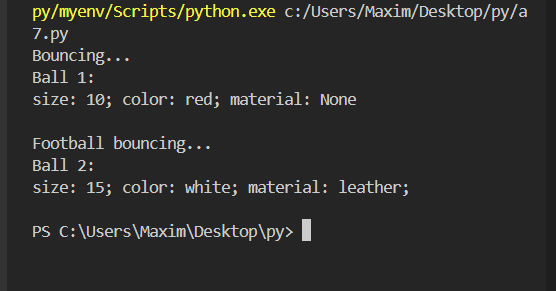 py/myenv/Scripts/python.exe c:/Users/Maxim/Desktop/py/a
7.py
Bouncing...
Ball 1:
size: 10; color: red; material: None
Football bouncing...
Ball 2:
size: 15; color: white; material: leather;
PS C:\Users\Maxim\Desktop\py>